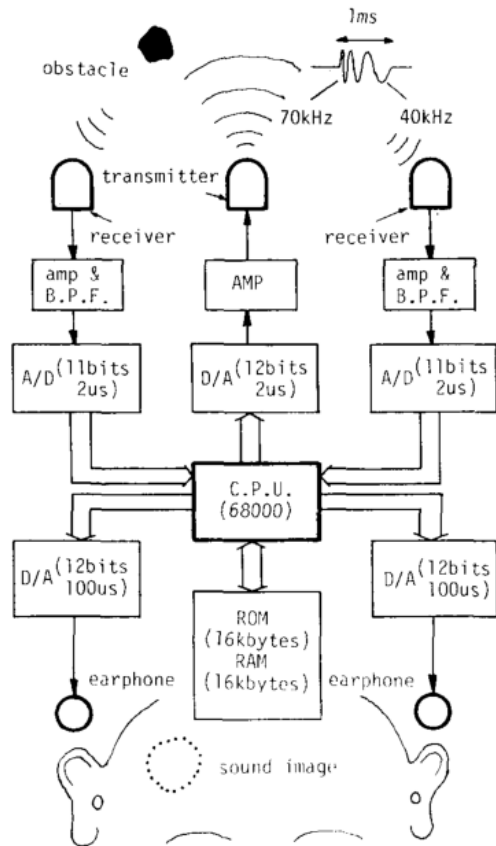 1ms
obstacle
70kHz
40kHz
transmitter
receiver
receiver
amp &
B.P.F.
AMP
amp &
B.P.F.
A/D(11bits
2us)
D/A(12bits
2us)
A/D(11bits
2us)
C.P.U.
(68000)
D/A(12bits
100us)
ROM
(16kbytes)
RAM
(16kbytes)
D/A(12bits
100us)
earphone
earphone
sound image